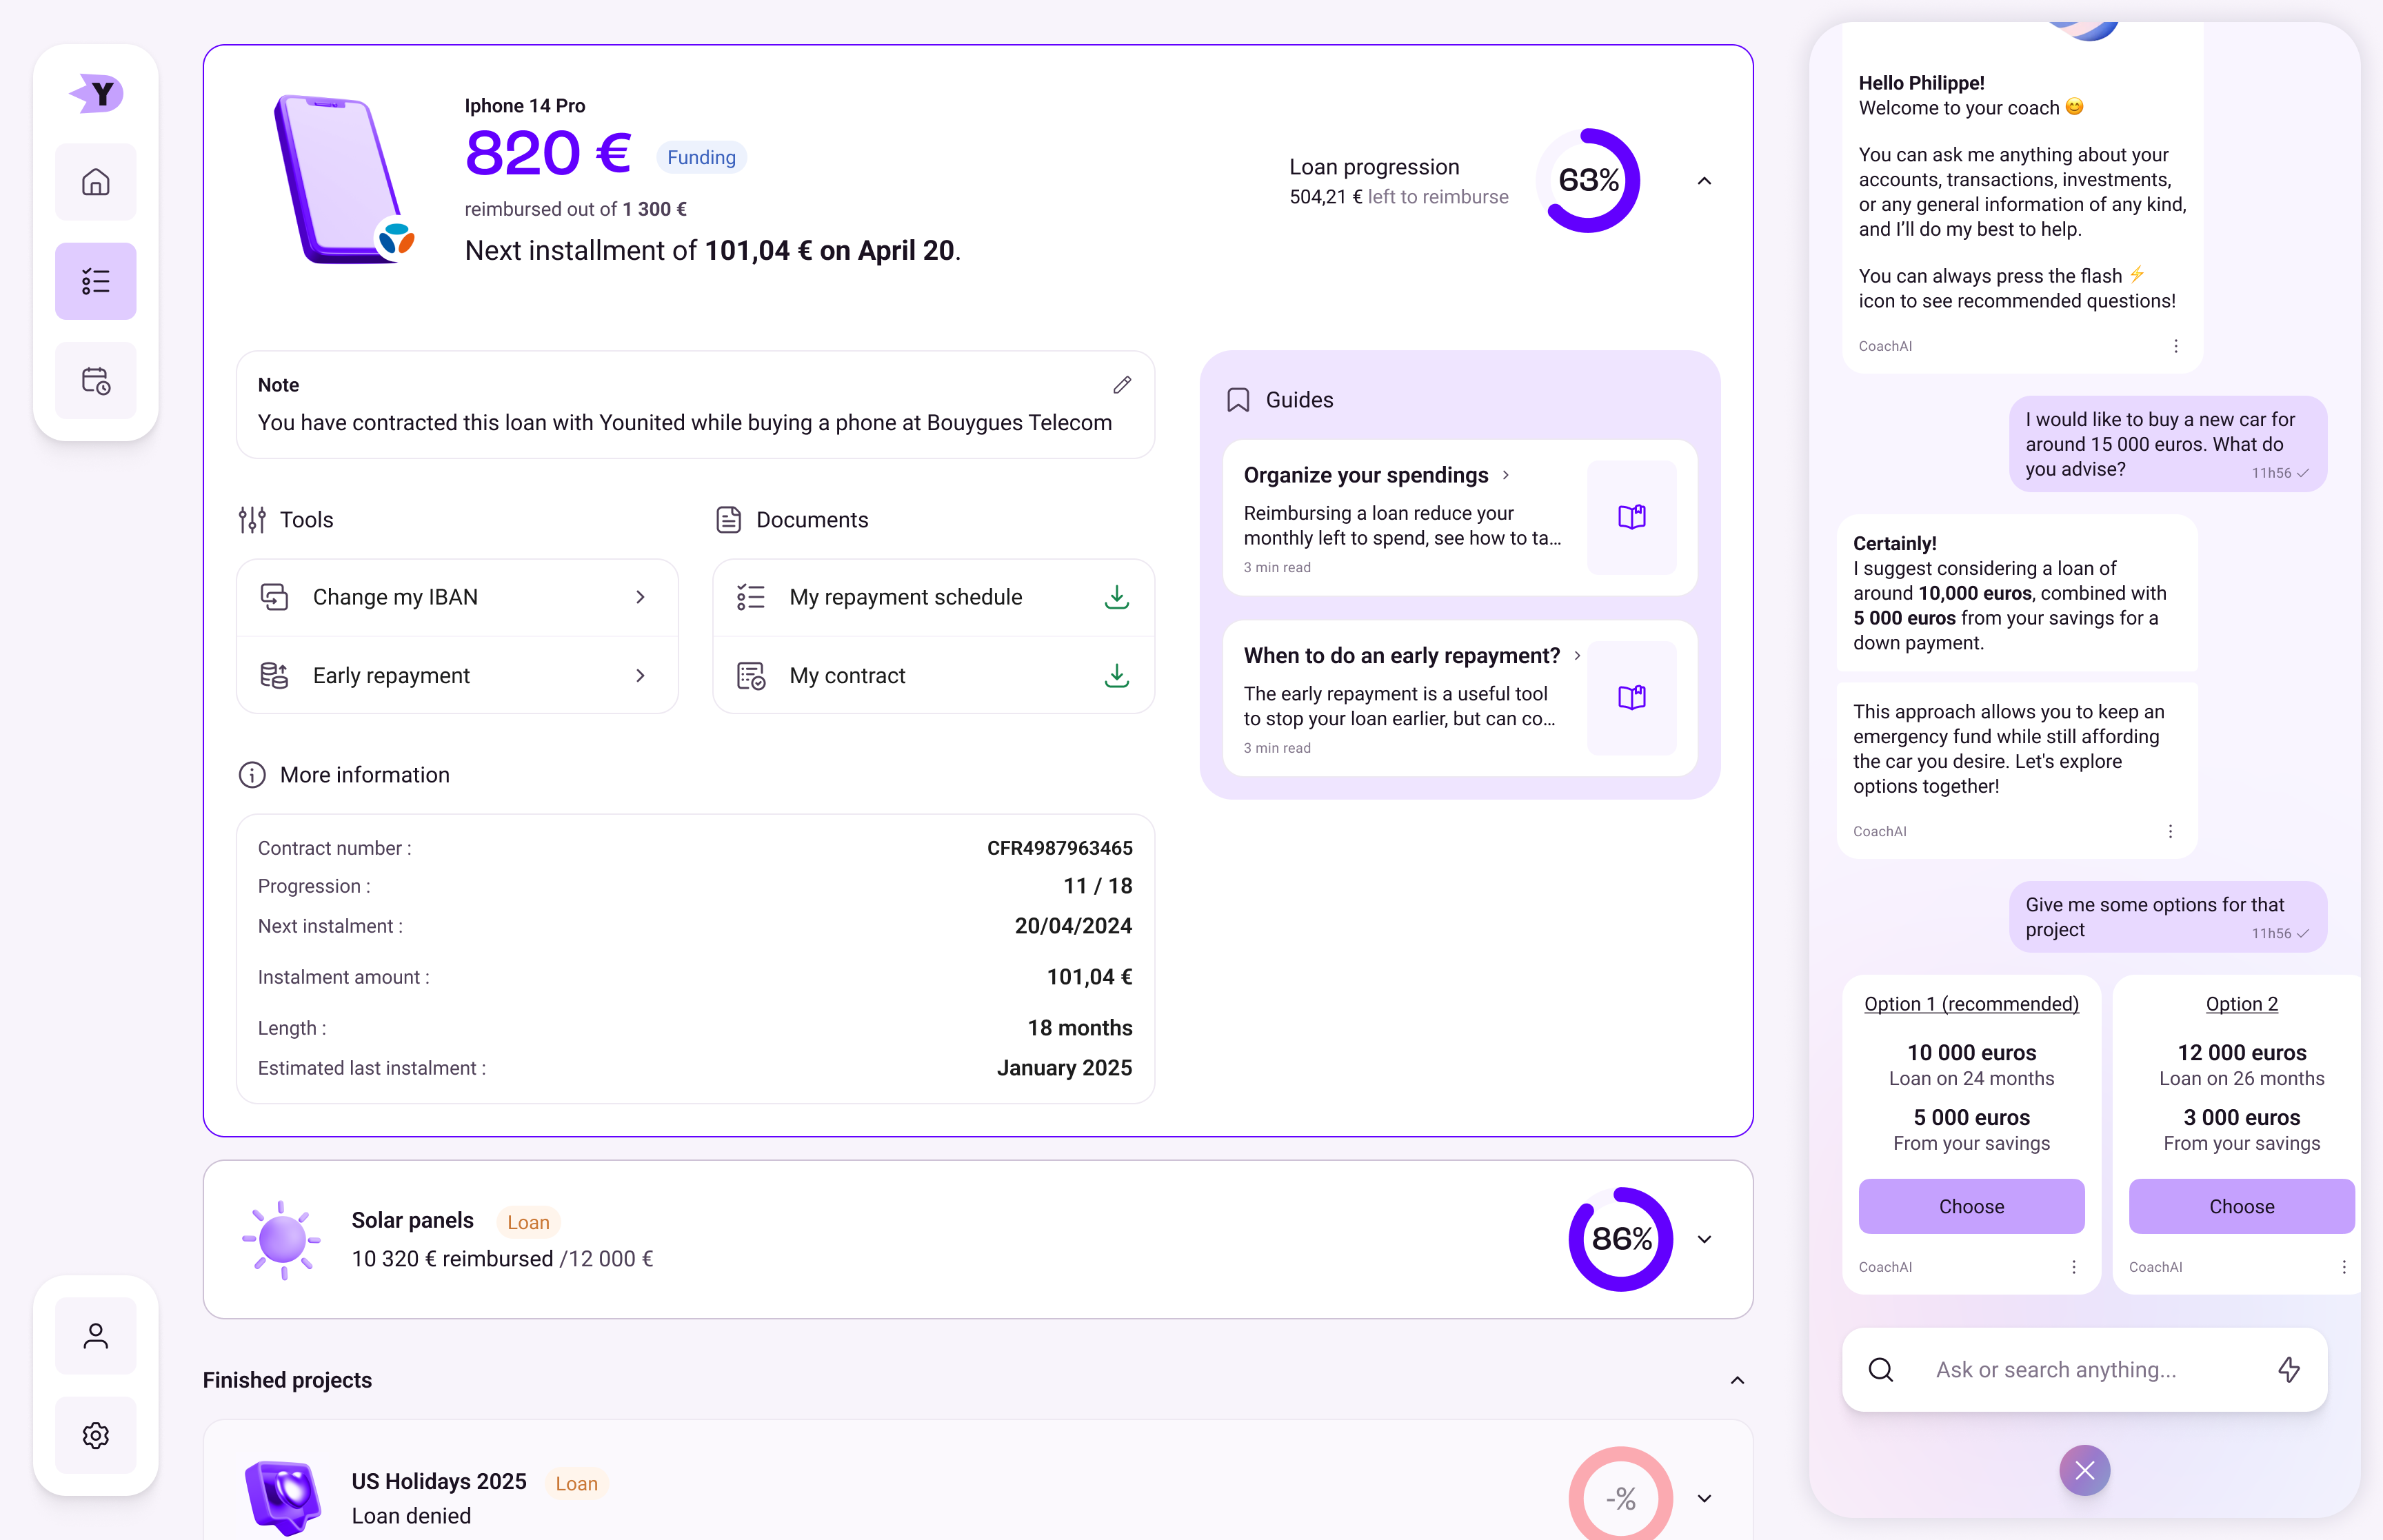 Y
Iphone 14 Pro
820 €
Funding
reimbursed out of 1 300 €
Next installment of 101,04 € on April 20.
Loan progression
504,21 € left to reimburse
63%
Note
You have contracted this loan with Younited while buying a phone at Bouygues Telecom
Tools
Change my IBAN
Early repayment
Documents
My repayment schedule
My contract
More information
Contract number : CFR4987963465
Progression : 11 / 18
Next instalment : 20/04/2024
Instalment amount : 101,04 €
Length : 18 months
Estimated last instalment : January 2025
Guides
Organize your spendings
Reimbursing a loan reduce your
monthly left to spend, see how to ta...
3 min read
When to do an early repayment?
The early repayment is a useful tool
to stop your loan earlier, but can co...
3 min read
Solar panels
Loan
10 320 € reimbursed /12 000 €
86%
Finished projects
US Holidays 2025
Loan
Loan denied
-%
Hello Philippe!
Welcome to your coach 😊
You can ask me anything about your
accounts, transactions, investments,
or any general information of any kind,
and I’ll do my best to help.
You can always press the flash ⚡
icon to see recommended questions!
CoachAI
I would like to buy a new car for
around 15 000 euros. What do
you advise?
11h56
Certainly!
I suggest considering a loan of
around 10,000 euros, combined with
5 000 euros from your savings for a
down payment.
This approach allows you to keep an
emergency fund while still affording
the car you desire. Let's explore
options together!
CoachAI
Give me some options for that
project
11h56
Option 1 (recommended)
10 000 euros
Loan on 24 months
5 000 euros
From your savings
Choose
CoachAI
Option 2
12 000 euros
Loan on 26 months
3 000 euros
From your savings
Choose
CoachAI
Ask or search anything...